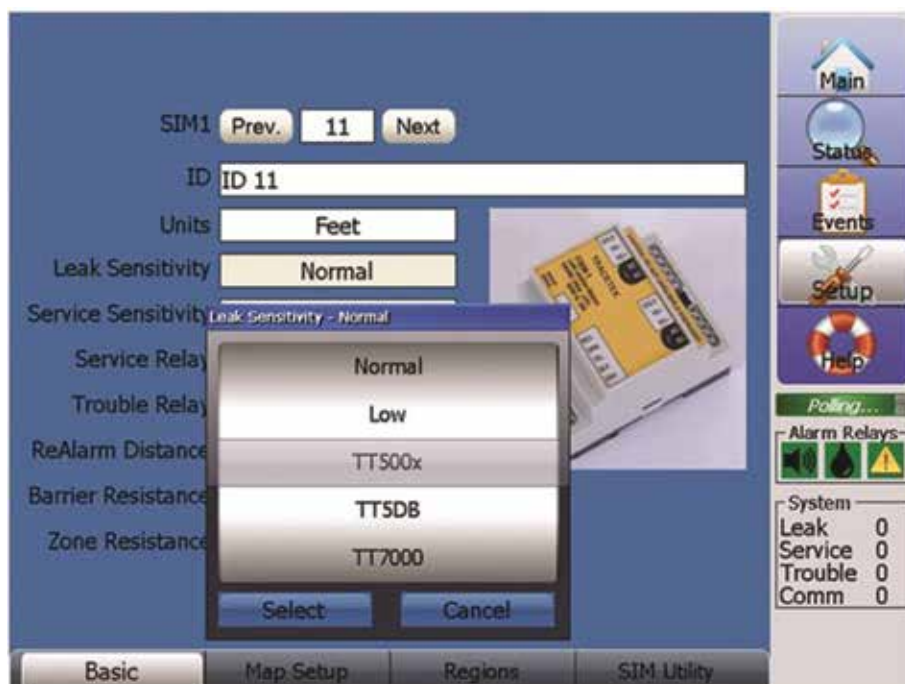 SIM1 Prev. 11 Next
ID ID 11
Units Feet
Leak Sensitivity Normal
Service Sensitivity
Service Relay
Trouble Relay
ReAlarm Distance
Barrier Resistance
Zone Resistance
Leak Sensitivity - Normal
Normal
Low
TT500x
TT5DB
TT7000
Select Cancel
Basic Map Setup Regions SIM Utility
Main
Status
Events
Setup
Help
Polling...
Alarm Relays
System
Leak 0
Service 0
Trouble 0
Comm 0
TRACETEK